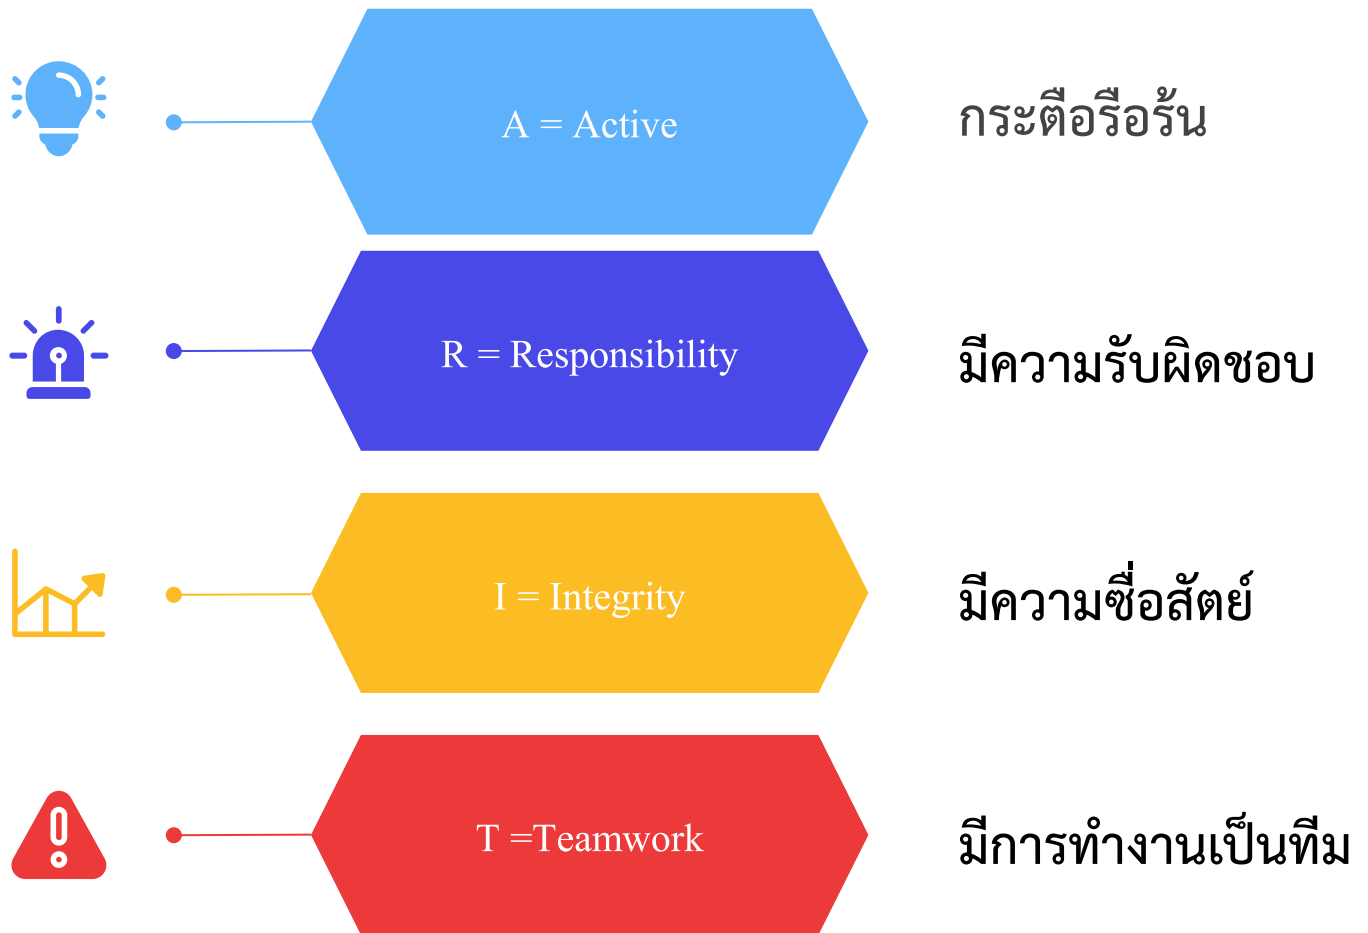 A = Active
กระตือรือร้น
R = Responsibility
มีความรับผิดชอบ
I = Integrity
มีความซื่อสัตย์
T =Teamwork
มีการทำงานเป็นทีม